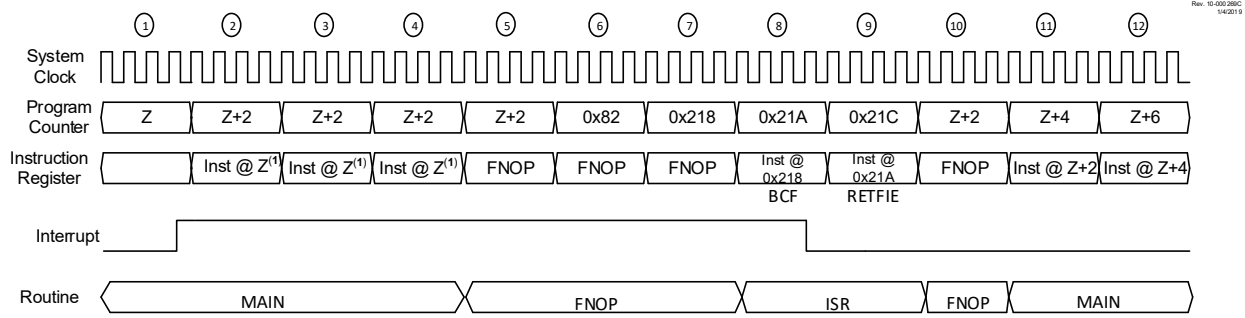 Rev. 10-000269C
1/4/2019
1 2 3 4 5 6 7 8 9 10 11 12
System
Clock
Program
Counter
Z Z+2 Z+2 Z+2 Z+2 0x82 0x218 0x21A 0x21C Z+2 Z+4 Z+6
Instruction
Register
Inst @ Z(1) Inst @ Z(1) Inst @ Z(1) FNOP FNOP FNOP Inst @ 0x218 Inst @ 0x21A FNOP Inst @ Z+2 Inst @ Z+4
BCF RETFIE
Interrupt
Routine
MAIN FNOP ISR FNOP MAIN